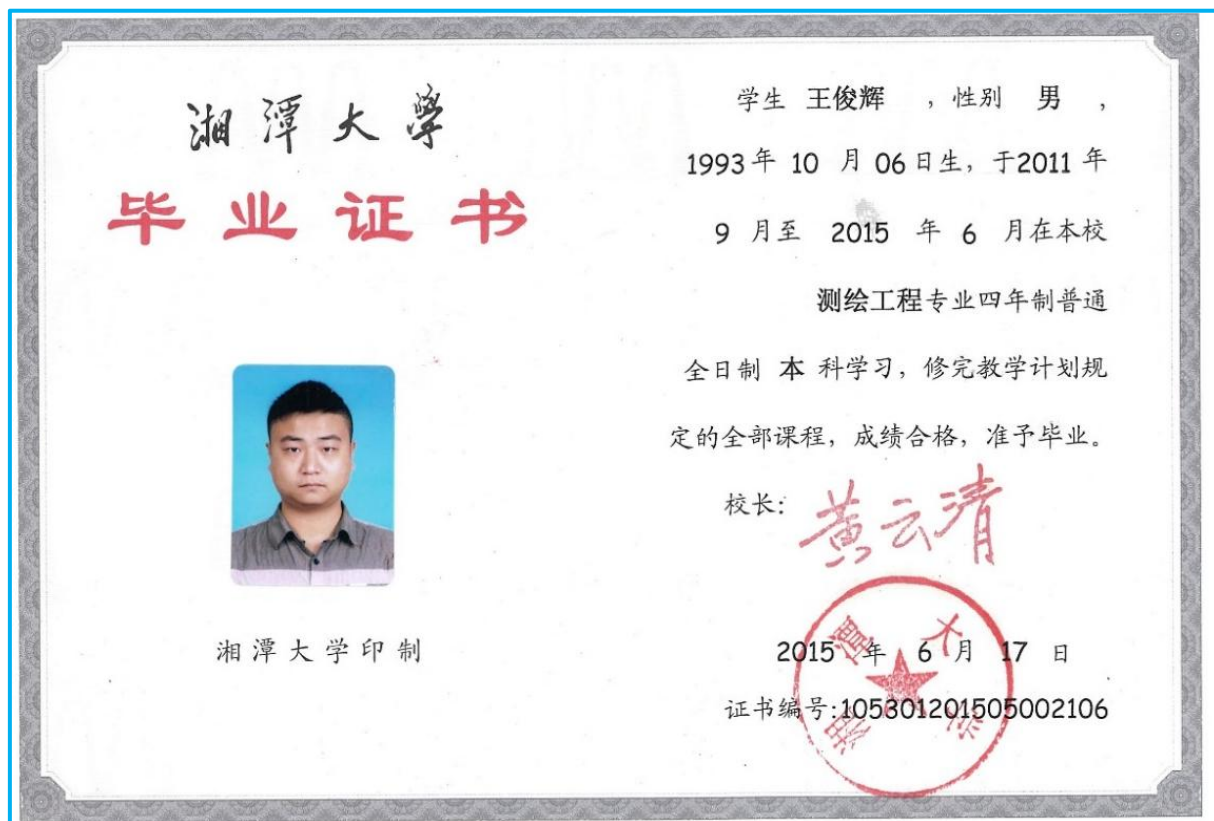 湘潭大學
毕业证书
湘潭大学印制
学生 王俊辉 ，性别 男 ，
1993年 10 月 06日生，于2011年
9 月至 2015 年 6 月在本校
测绘工程专业四年制普通
全日制 本 科学习，修完教学计划规
定的全部课程，成绩合格，准予毕业。
校长：黄云清
2015 年 6 月 17 日
证书编号:105301201505002106
湘潭大学